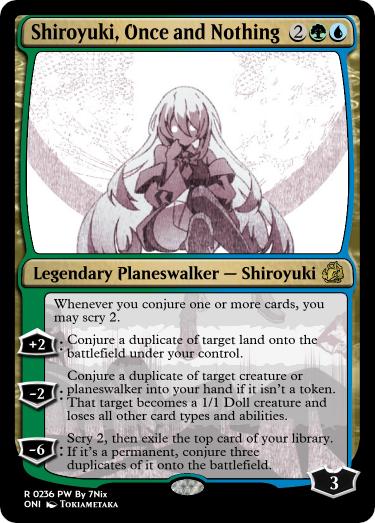 Shiroyuki, Once and Nothing 2
Legendary Planeswalker — Shiroyuki
Whenever you conjure one or more cards, you
may scry 2.
+2: Conjure a duplicate of target land onto the
battlefield under your control.
-2: Conjure a duplicate of target creature or
planeswalker into your hand if it isn't a token.
That target becomes a 1/1 Doll creature and
loses all other card types and abilities.
-6: Scry 2, then exile the top card of your library.
If it's a permanent, conjure three
duplicates of it onto the battlefield.
3
R 0236 PW By 7Nix
ONI Tokiametaka